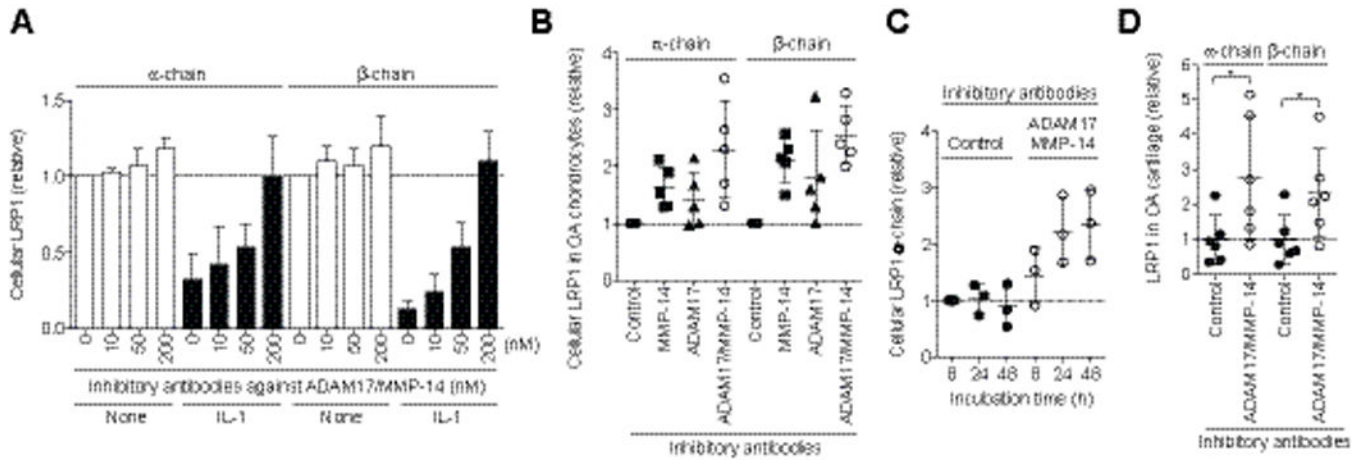 A
α-chain
β-chain
Cellular LRP1 (relative)
1.5
1.0
0.5
0.0
0 10 50 200 0 10 50 200 0 10 50 200 0 10 50 200 (nM)
Inhibitory antibodies against ADAM17/MMP-14 (nM)
None IL-1 None IL-1
B
α-chain
β-chain
Cellular LRP1 in OA chondrocytes (relative)
4
3
2
1
0
Control MMP-14 ADAM17 ADAM17/MMP-14 Control MMP-14 ADAM17 ADAM17/MMP-14
Inhibitory antibodies
C
Inhibitory antibodies
Control
ADAM17
MMP-14
Cellular LRP1 -chain (relative)
4
3
2
1
0
8 24 48 8 24 48
Incubation time (h)
D
α-chain β-chain
LRP1 in OA cartilage (relative)
6
5
4
3
2
1
0
Control ADAM17/MMP-14 Control ADAM17/MMP-14
Inhibitory antibodies